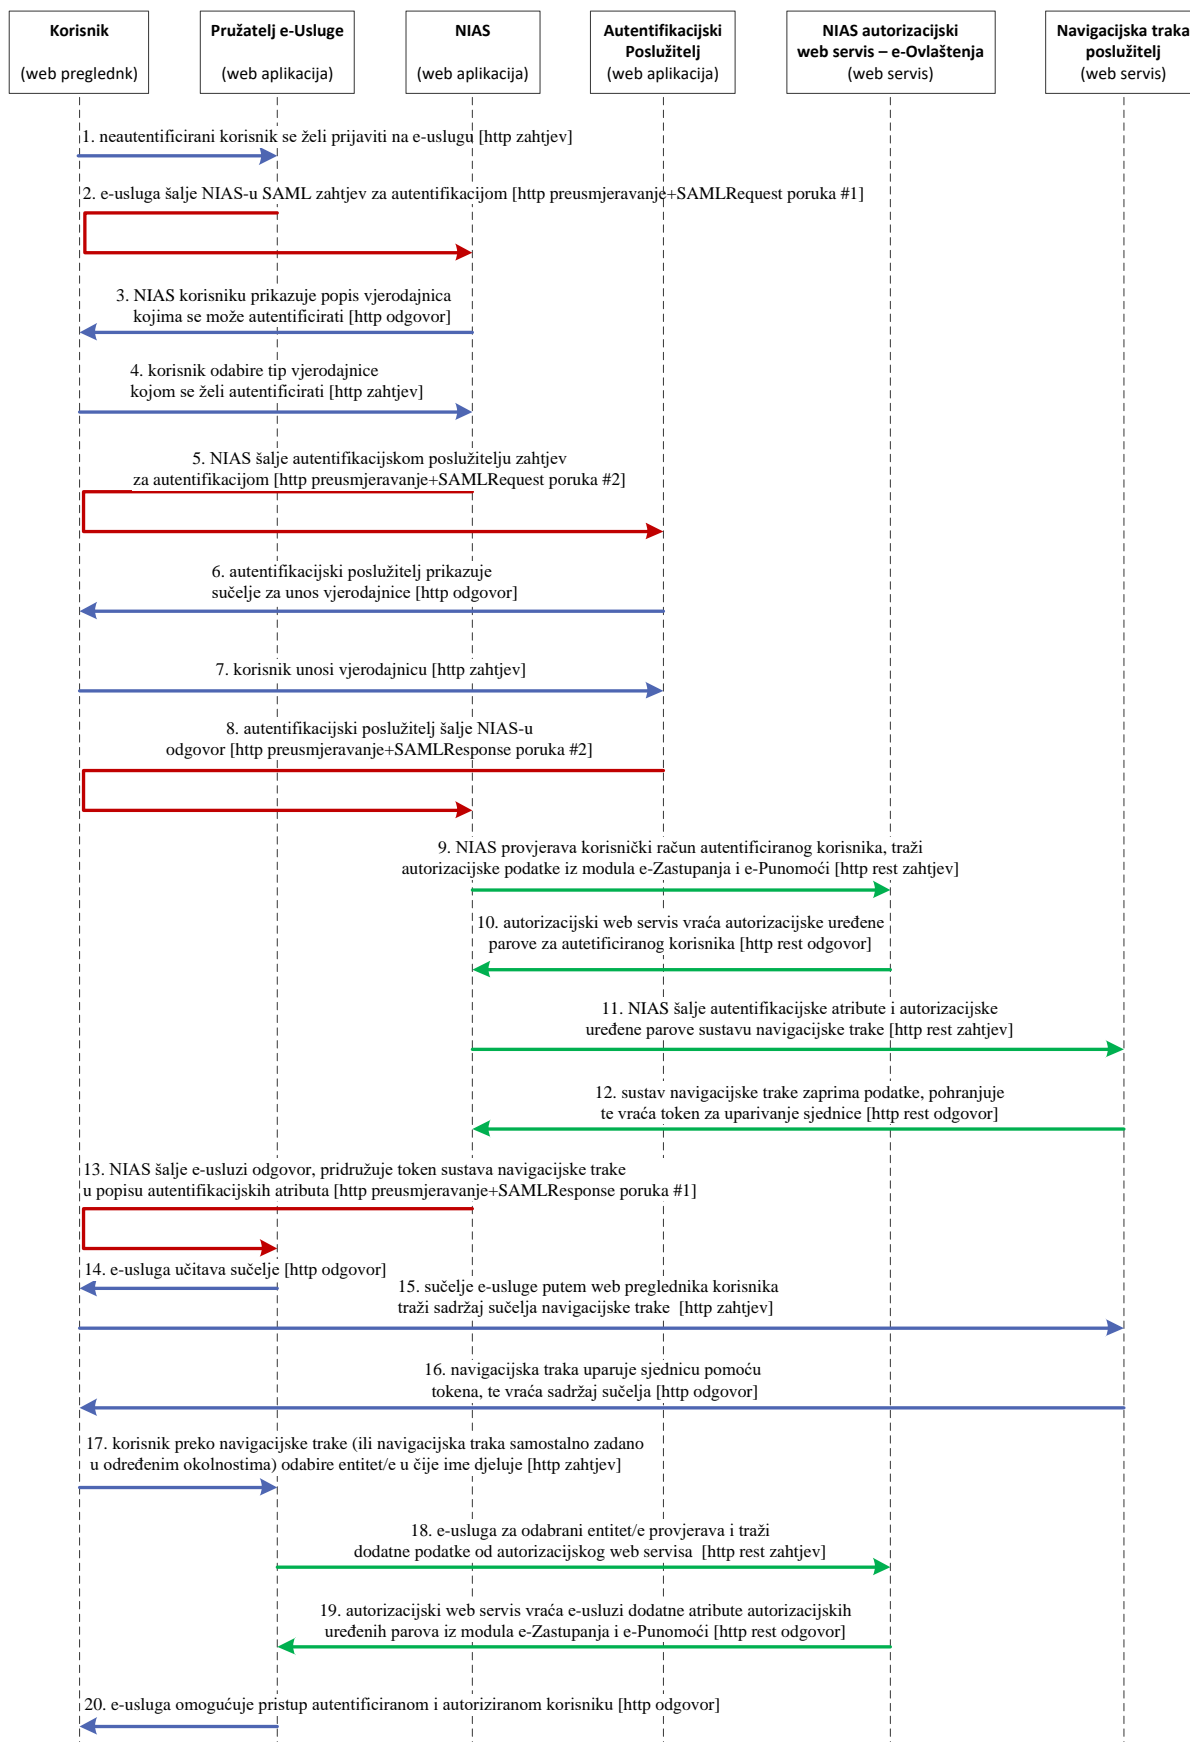 Korisnik
(web preglednk)
Pružatelj e-Usluge
(web aplikacija)
NIAS
(web aplikacija)
Autentifikacijski
Poslužitelj
(web aplikacija)
NIAS autorizacijski
web servis – e-Ovlaštenja
(web servis)
Navigacijska traka
poslužitelj
(web servis)
1. neautentificirani korisnik se želi prijaviti na e-uslugu [http zahtjev]
2. e-usluga šalje NIAS-u SAML zahtjev za autentifikacijom [http preusmjeravanje+SAMLRequest poruka #1]
3. NIAS korisniku prikazuje popis vjerodajnica
kojima se može autentificirati [http odgovor]
4. korisnik odabire tip vjerodajnice
kojom se želi autentificirati [http zahtjev]
5. NIAS šalje autentifikacijskom poslužitelju zahtjev
za autentifikacijom [http preusmjeravanje+SAMLRequest poruka #2]
6. autentifikacijski poslužitelj prikazuje
sučelje za unos vjerodajnice [http odgovor]
7. korisnik unosi vjerodajnicu [http zahtjev]
8. autentifikacijski poslužitelj šalje NIAS-u
odgovor [http preusmjeravanje+SAMLResponse poruka #2]
9. NIAS provjerava korisnički račun autentificiranog korisnika, traži
autorizacijske podatke iz modula e-Zastupanja i e-Punomoći [http rest zahtjev]
10. autorizacijski web servis vraća autorizacijske uređene
parove za autetificiranog korisnika [http rest odgovor]
11. NIAS šalje autentifikacijske atribute i autorizacijske
uređene parove sustavu navigacijske trake [http rest zahtjev]
12. sustav navigacijske trake zaprima podatke, pohranjuje
te vraća token za uparivanje sjednice [http rest odgovor]
13. NIAS šalje e-usluzi odgovor, pridružuje token sustava navigacijske trake
u popisu autentifikacijskih atributa [http preusmjeravanje+SAMLResponse poruka #1]
14. e-usluga učitava sučelje [http odgovor]
15. sučelje e-usluge putem web preglednika korisnika
traži sadržaj sučelja navigacijske trake [http zahtjev]
16. navigacijska traka uparuje sjednicu pomoću
tokena, te vraća sadržaj sučelja [http odgovor]
17. korisnik preko navigacijske trake (ili navigacijska traka samostalno zadano
u određenim okolnostima) odabire entitet/e u čije ime djeluje [http zahtjev]
18. e-usluga za odabrani entitet/e provjerava i traži
dodatne podatke od autorizacijskog web servisa [http rest zahtjev]
19. autorizacijski web servis vraća e-usluzi dodatne atribute autorizacijskih
uređenih parova iz modula e-Zastupanja i e-Punomoći [http rest odgovor]
20. e-usluga omogućuje pristup autentificiranom i autoriziranom korisniku [http odgovor]